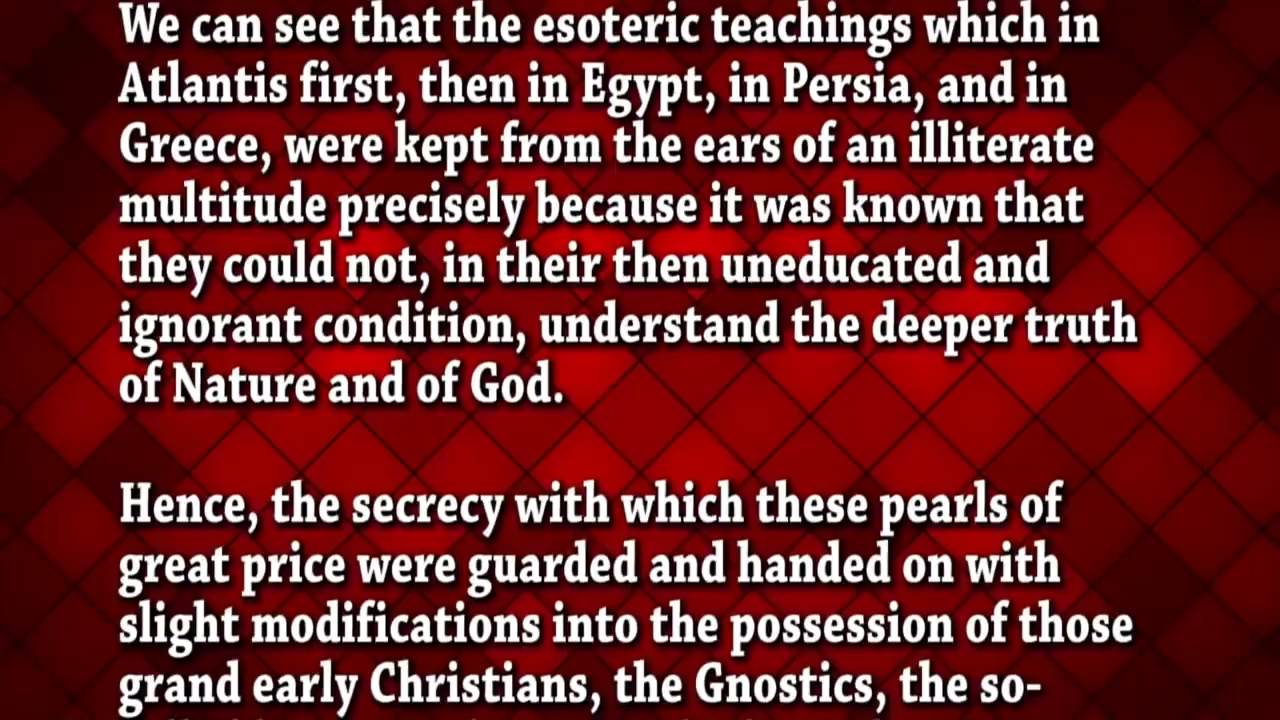 We can see that the esoteric teachings which in
Atlantis first, then in Egypt, in Persia, and in
Greece, were kept from the ears of an illiterate
multitude precisely because it was known that
they could not, in their then uneducated and
ignorant condition, understand the deeper truth
of Nature and of God.
Hence, the secrecy with which these pearls of
great price were guarded and handed on with
slight modifications into the possession of those
grand early Christians, the Gnostics, the so-